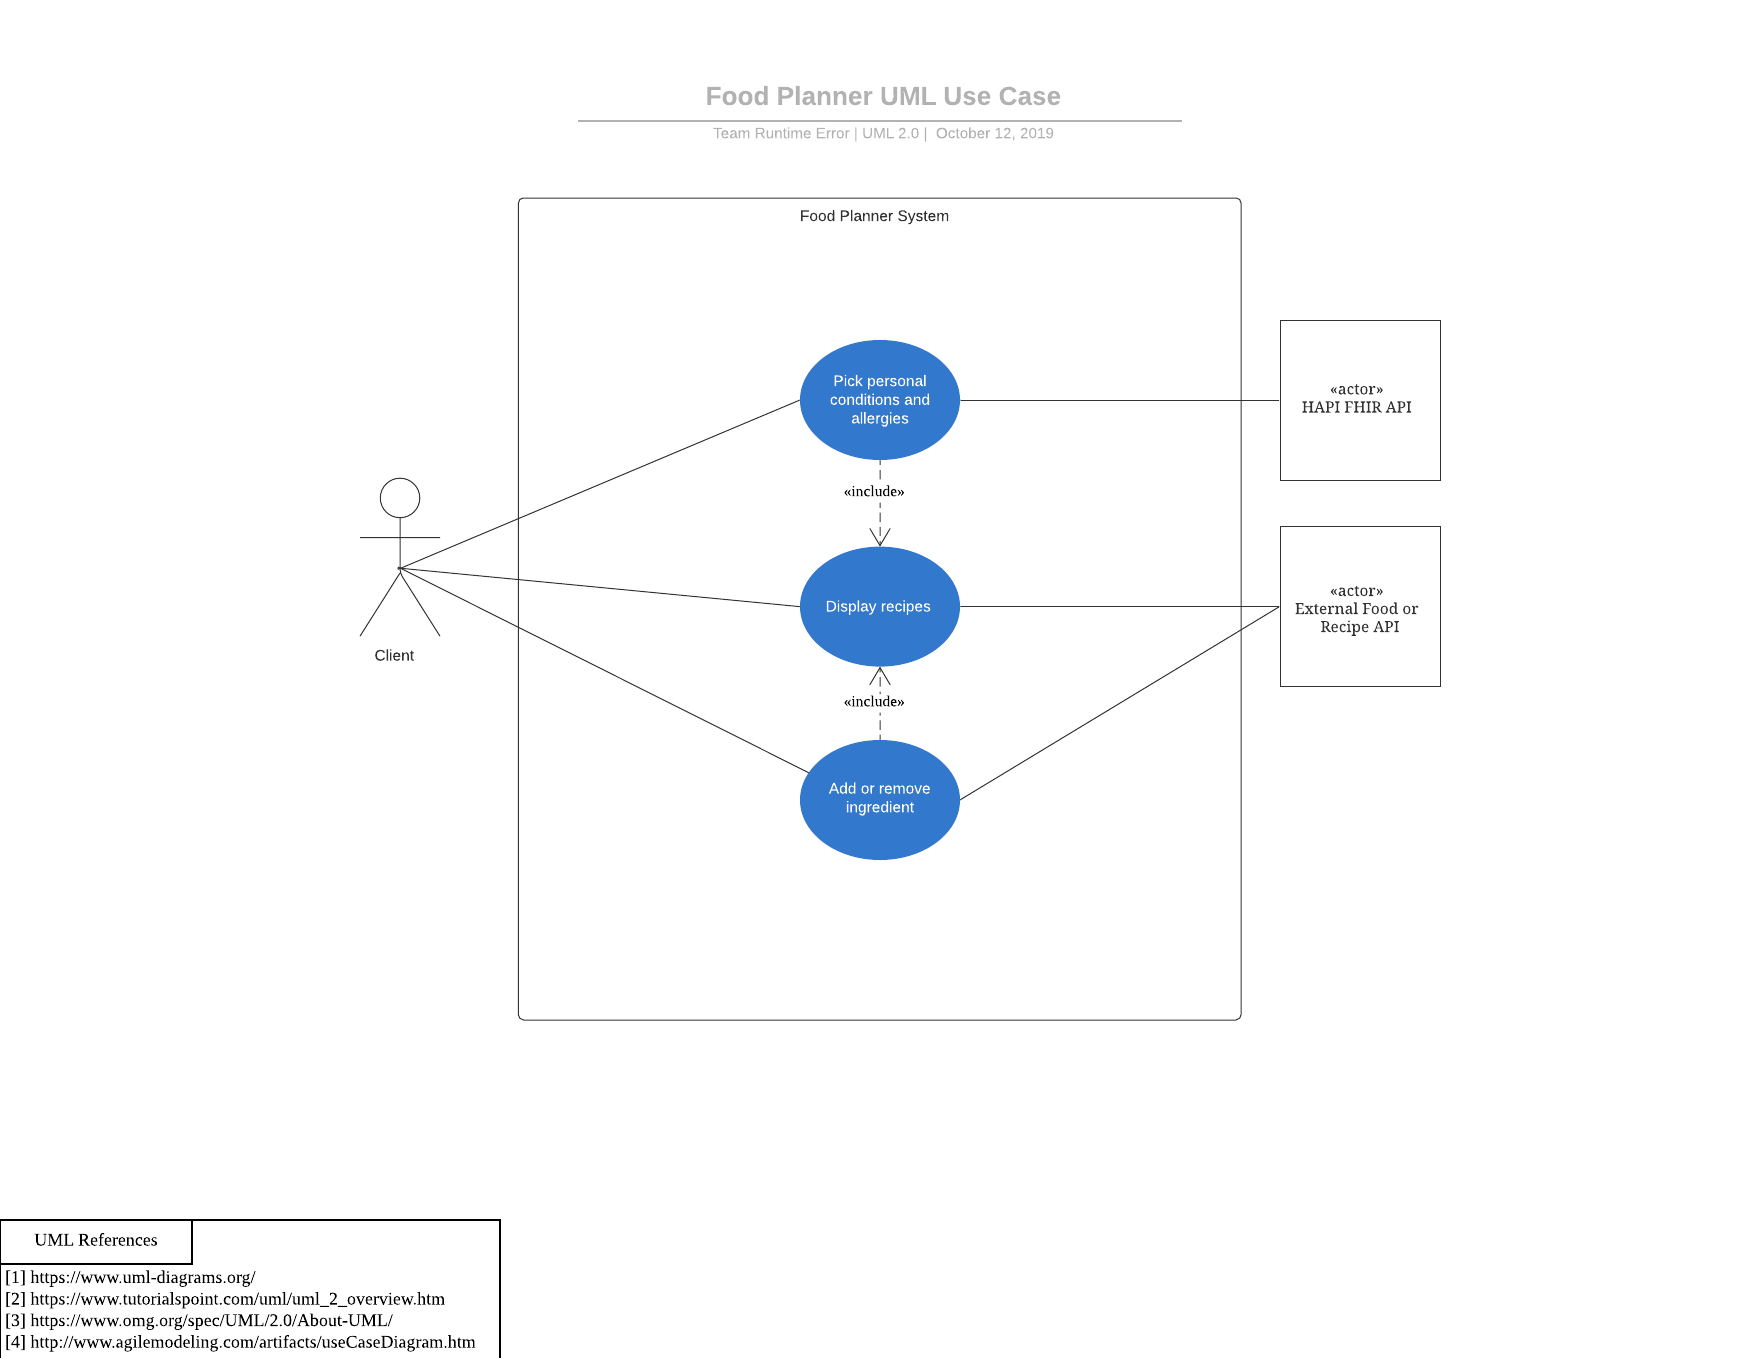 Food Planner UML Use Case
Team Runtime Error | UML 2.0 | October 12, 2019
Food Planner System
Pick personal
conditions and
allergies
«actor»
HAPI FHIR API
«include»
Display recipes
«actor»
External Food or
Recipe API
Client
«include»
Add or remove
ingredient
UML References
[1] https://www.uml-diagrams.org/
[2] https://www.tutorialspoint.com/uml/uml_2_overview.htm
[3] https://www.omg.org/spec/UML/2.0/About-UML/
[4] http://www.agilemodeling.com/artifacts/useCaseDiagram.htm